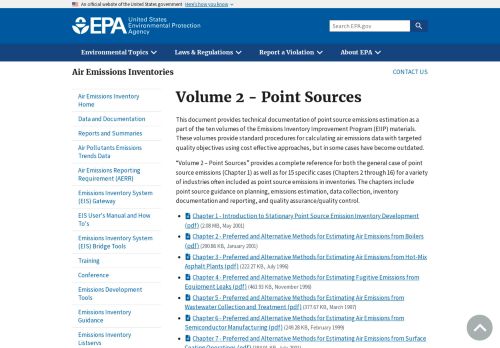 An official website of the United States government Here's how you know
EPA United States
Environmental Protection
Agency
Search EPA.gov
Environmental Topics
Laws & Regulations
Report a Violation
About EPA
Air Emissions Inventories
CONTACT US
Air Emissions Inventory
Home
Data and Documentation
Reports and Summaries
Air Pollutants Emissions
Trends Data
Air Emissions Reporting
Requirement (AERR)
Emissions Inventory System
(EIS) Gateway
EIS User's Manual and How
To's
Emissions Inventory System
(EIS) Bridge Tools
Training
Conference
Emissions Development
Tools
Emissions Inventory
Guidance
Emissions Inventory
Listservs
Volume 2 - Point Sources
This document provides technical documentation of point source emissions estimation as
a part of the ten volumes of the Emissions Inventory Improvement Program (EIIP) materials.
These volumes provide standard procedures for calculating air emissions data with targeted
quality objectives using cost effective approaches, but in some cases have become outdated.
“Volume 2 – Point Sources” provides a complete reference for both the general case of point
source emissions (Chapter 1) as well as for 15 specific cases (Chapters 2 through 16) for a
variety of industries often included as point source emissions in inventories. The chapters include
point source guidance on planning, emissions estimation, data collection, inventory
documentation and reporting, and quality assurance/quality control.
Chapter 1 - Introduction to Stationary Point Source Emission Inventory Development
(pdf) (2.08 MB, May 2001)
Chapter 2 - Preferred and Alternative Methods for Estimating Air Emissions from Boilers
(pdf) (290.86 KB, January 2001)
Chapter 3 - Preferred and Alternative Methods for Estimating Air Emissions from Hot-Mix
Asphalt Plants (pdf) (222.27 KB, July 1996)
Chapter 4 - Preferred and Alternative Methods for Estimating Fugitive Emissions from
Equipment Leaks (pdf) (463.93 KB, November 1996)
Chapter 5 - Preferred and Alternative Methods for Estimating Air Emissions from
Wastewater Collection and Treatment (pdf) (377.67 KB, March 1997)
Chapter 6 - Preferred and Alternative Methods for Estimating Air Emissions from
Semiconductor Manufacturing (pdf) (249.28 KB, February 1999)
Chapter 7 - Preferred and Alternative Methods for Estimating Air Emissions from Surface